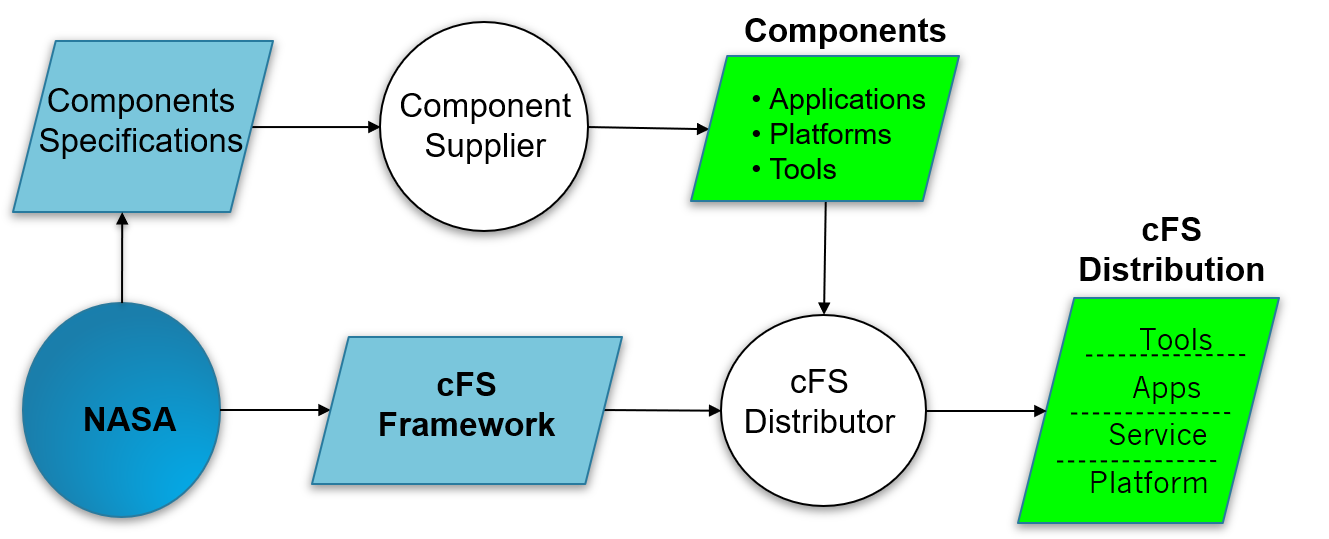 Components
Specifications
Component
Supplier
Components
• Applications
• Platforms
• Tools
NASA
cFS
Framework
cFS
Distributor
cFS
Distribution
Tools
Apps
Service
Platform